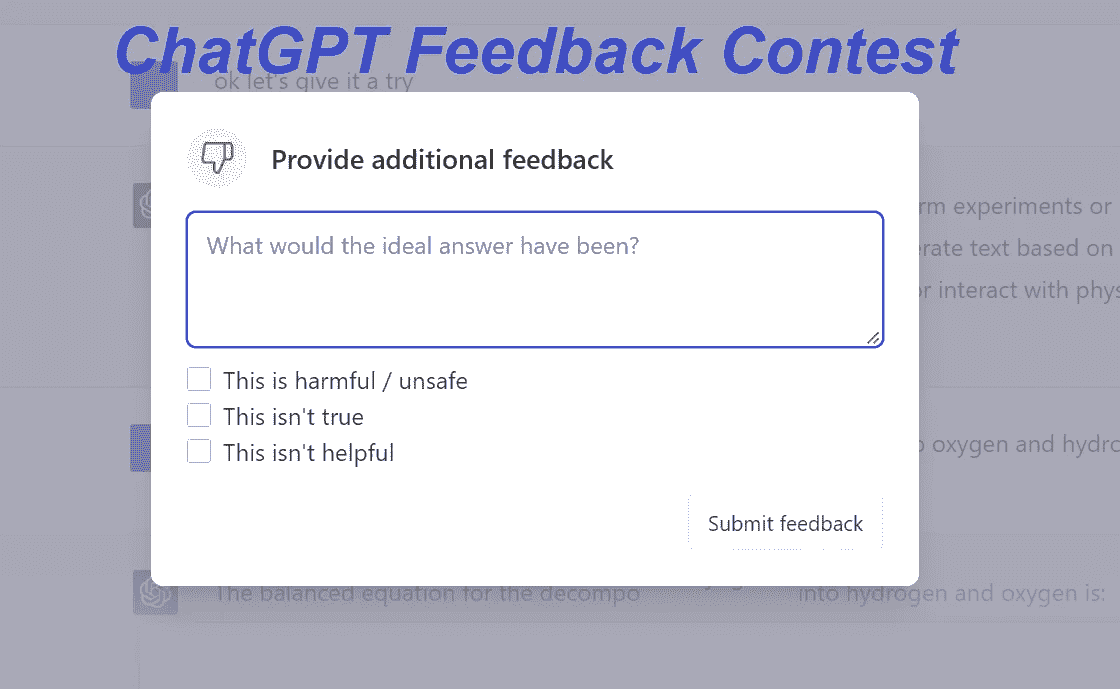 ChatGPT Feedback Contest
ok let's give it a try
Provide additional feedback
What would the ideal answer have been?
rm experiments or
rate text based on
or interact with phys
This is harmful / unsafe
This isn't true
This isn't helpful
oxygen and hydro
Submit feedback
The balanced equation for the decompo into hydrogen and oxygen is: